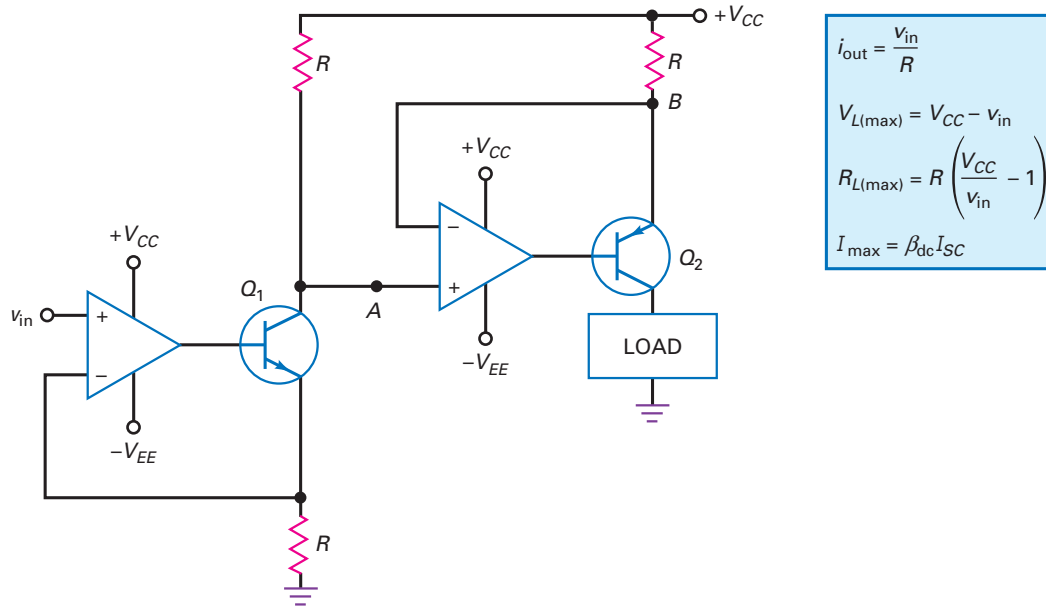 +V_CC
R
R
B
+V_CC
−
+
Q_2
−V_EE
LOAD
+V_CC
Q_1
A
v_in
+
−
−V_EE
R
i_out = v_in / R
V_L(max) = V_CC − v_in
R_L(max) = R (V_CC / v_in − 1)
I_max = β_dc I_SC